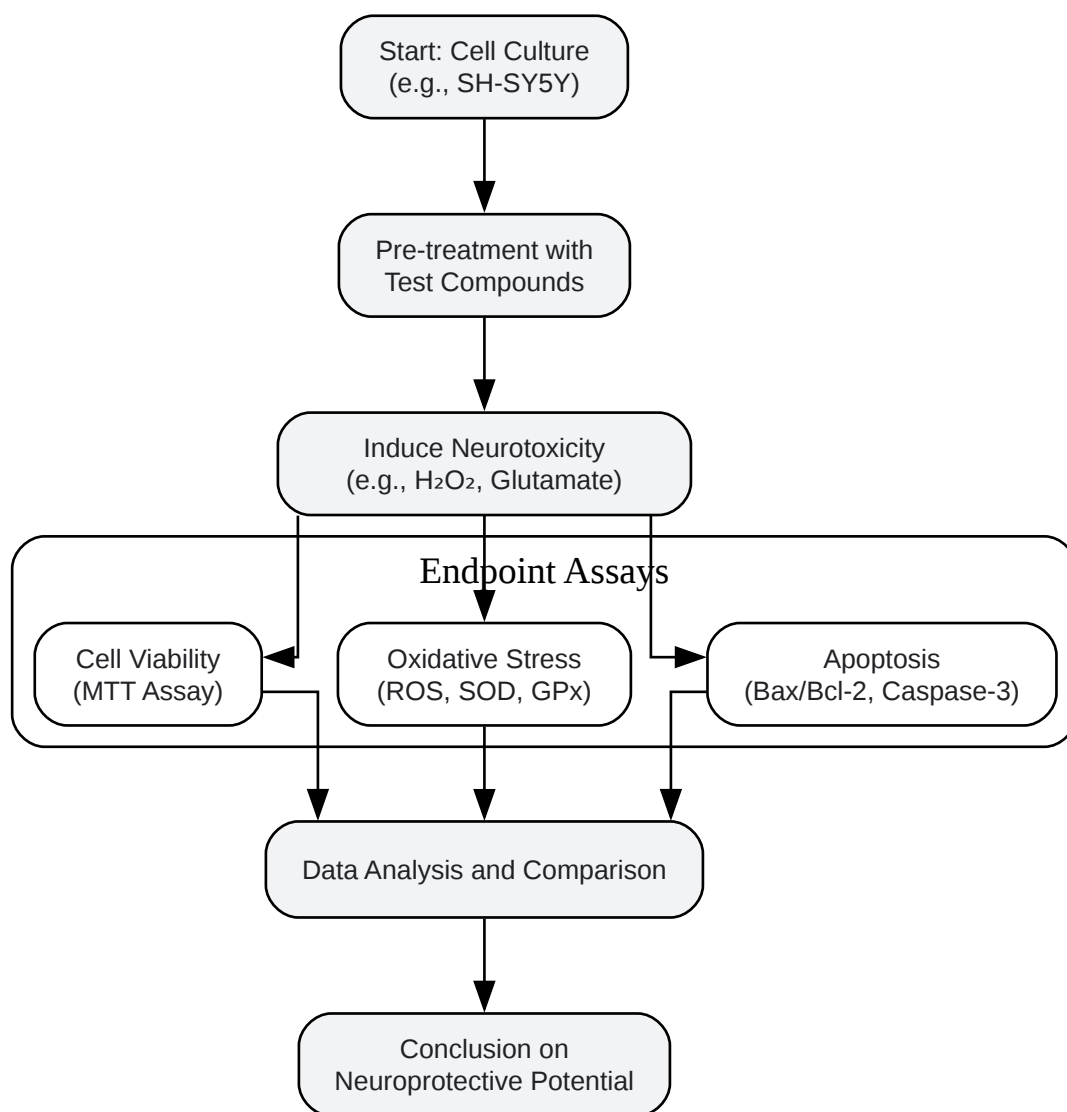 Start: Cell Culture
(e.g., SH-SY5Y)
Pre-treatment with
Test Compounds
Induce Neurotoxicity
(e.g., H₂O₂, Glutamate)
Endpoint Assays
Cell Viability
(MTT Assay)
Oxidative Stress
(ROS, SOD, GPx)
Apoptosis
(Bax/Bcl-2, Caspase-3)
Data Analysis and Comparison
Conclusion on
Neuroprotective Potential